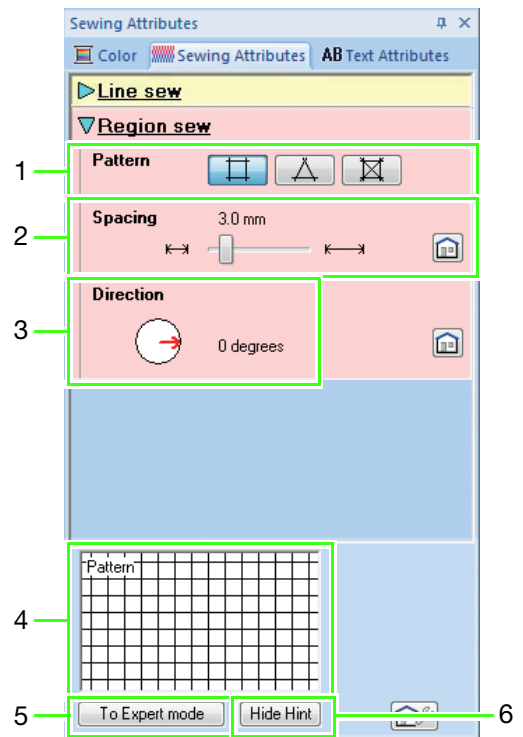 Sewing Attributes
Color Sewing Attributes AB Text Attributes
Line sew
Region sew
1 Pattern
2 Spacing 3.0 mm
3 Direction
0 degrees
4 Pattern
5 To Expert mode Hide Hint 6